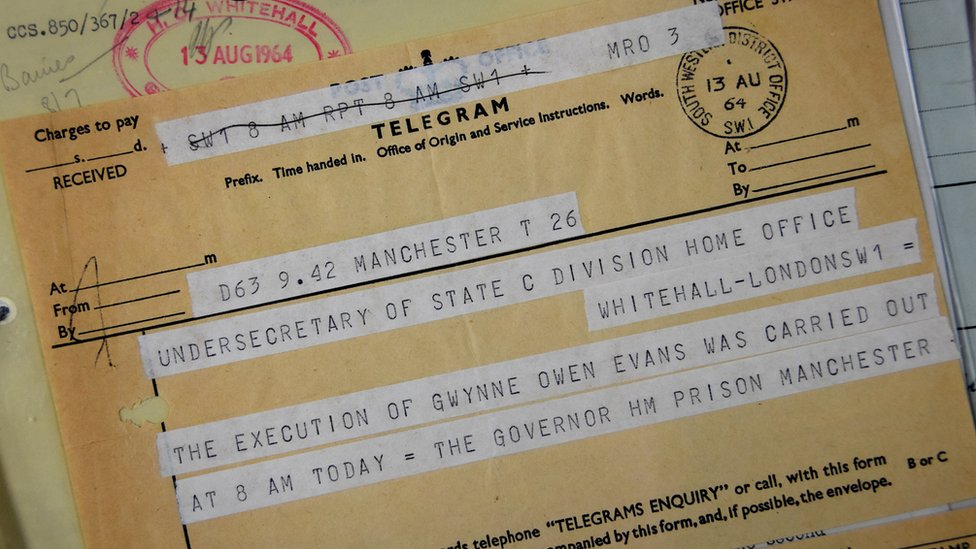 ccs.850/367/2
H.M. WHITEHALL
13 AUG 1964
OFFICE
POST OFFICE
MRO 3
SW1 8 AM RPT 8 AM SW1 +
SOUTH WESTERN DISTRICT OFFICE
13 AU
64
SW1
Charges to pay
s. d.
RECEIVED
+
TELEGRAM
Prefix. Time handed in. Office of Origin and Service Instructions. Words.
At m
To
By
At m
From
By
D63 9.42 MANCHESTER T 26
UNDERSECRETARY OF STATE C DIVISION HOME OFFICE
WHITEHALL-LONDONSW1 =
THE EXECUTION OF GWYNNE OWEN EVANS WAS CARRIED OUT
AT 8 AM TODAY = THE GOVERNOR HM PRISON MANCHESTER
telephone "TELEGRAMS ENQUIRY" or call, with this form
B or C
by this form, and, if possible, the envelope.